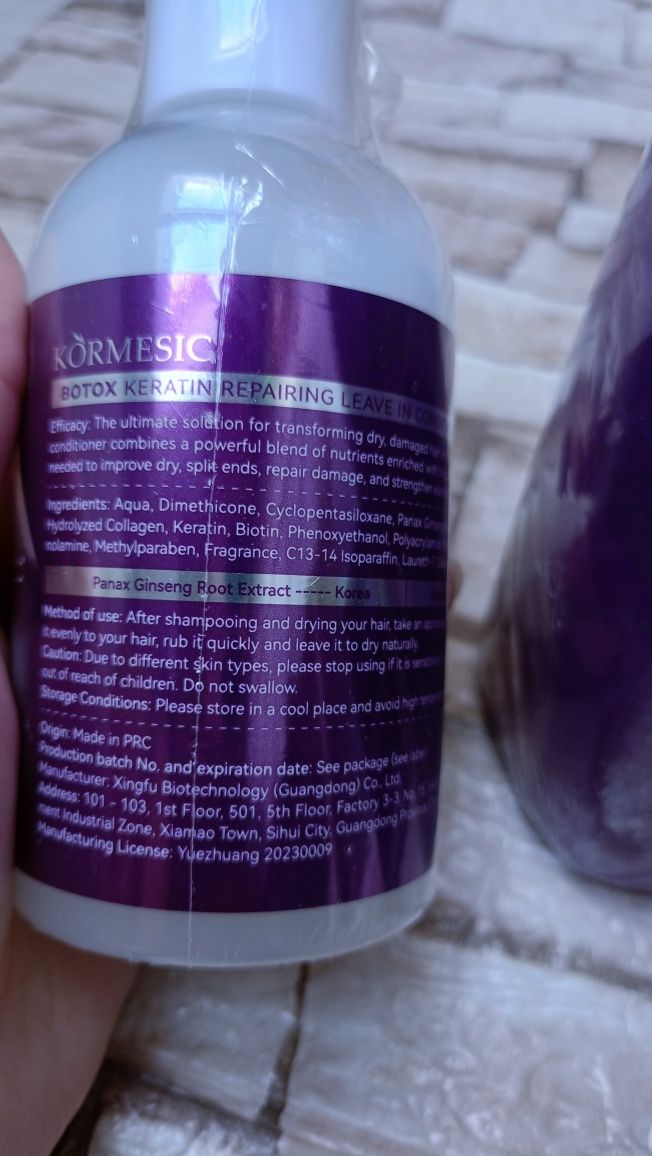 KÒRMESIC
BOTOX KERATIN REPAIRING LEAVE IN
Efficacy: The ultimate solution for transforming dry, damaged
conditioner combines a powerful blend of nutrients enriched with
needed to improve dry, split ends, repair damage, and strengthen
Ingredients: Aqua, Dimethicone, Cyclopentasiloxane, Panax
Hydrolyzed Collagen, Keratin, Biotin, Phenoxyethanol,
nolamine, Methylparaben, Fragrance, C13-14 Isoparaffin,
Panax Ginseng Root Extract ----- Korea
Method of use: After shampooing and drying your hair, take an
it evenly to your hair, rub it quickly and leave it to dry naturally.
Caution: Due to different skin types, please stop using if it is
out of reach of children. Do not swallow.
Storage Conditions: Please store in a cool place and avoid high
Origin: Made in PRC
Production batch No. and expiration date: See package (see label)
Manufacturer: Xingfu Biotechnology (Guangdong) Co., Ltd.
Address: 101 - 103, 1st Floor, 501, 5th Floor, Factory 3-3,
ment Industrial Zone, Xiamao Town, Sihui City, Guangdong
Manufacturing License: Yuezhuang 20230009